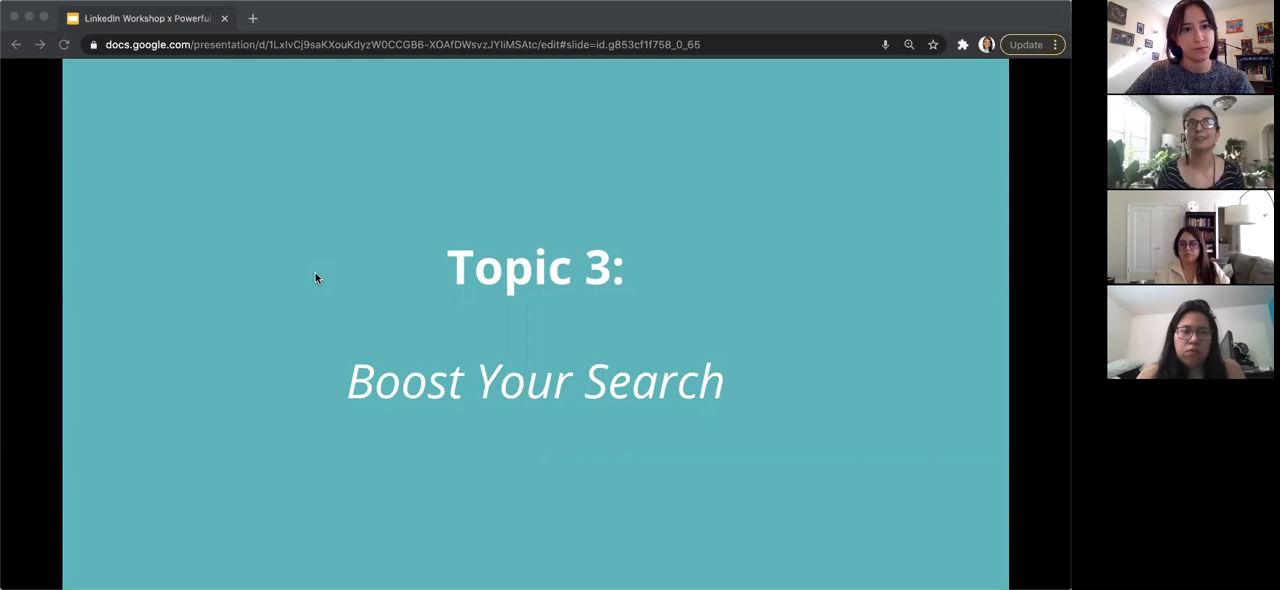 LinkedIn Workshop x Powerful
docs.google.com/presentation/d/1LxlvCj9saKXouKdyzW0CCGB6-XOAfDWsvzJYIiMSAtc/edit#slide=id.g853cf1f758_0_65
Update
Topic 3:
Boost Your Search